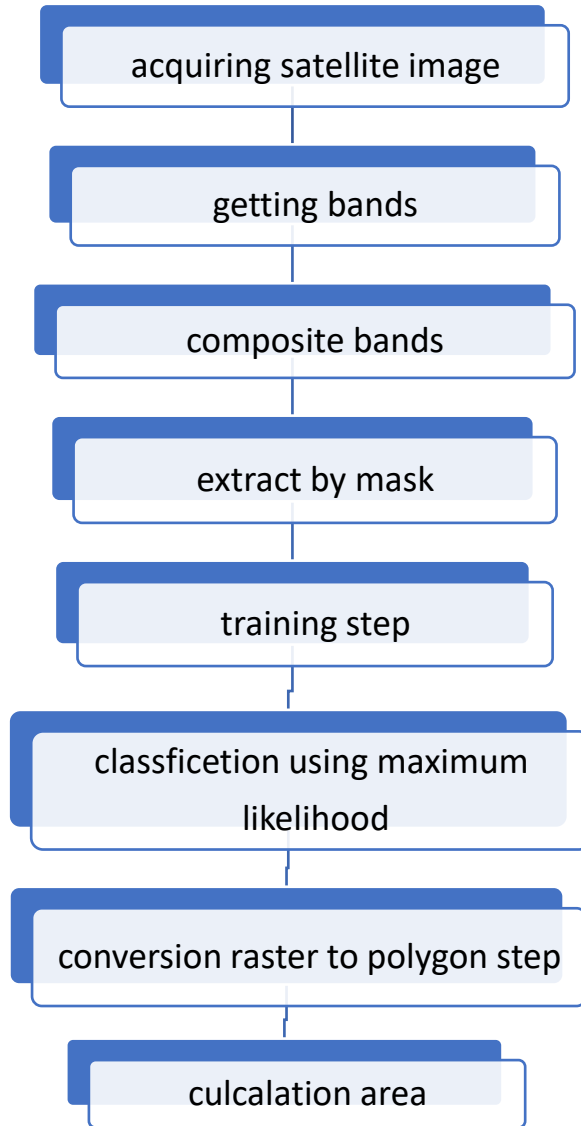 acquiring satellite image
getting bands
composite bands
extract by mask
training step
classficetion using maximum
likelihood
conversion raster to polygon step
culcalation area